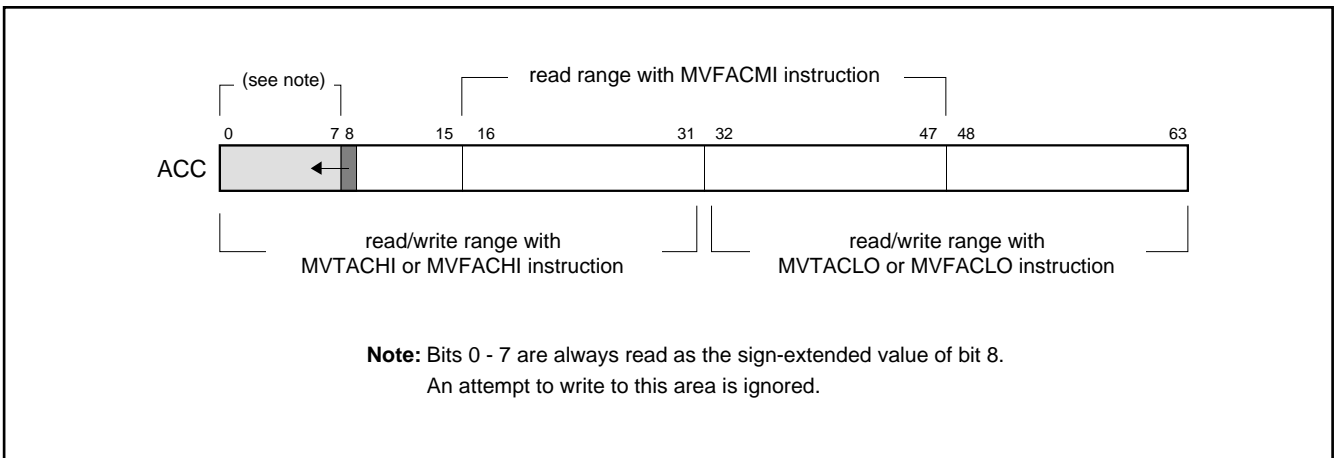 (see note)
read range with MVFACMI instruction
0 7 8 15 16 31 32 47 48 63
ACC
read/write range with
MVTACHI or MVFACHI instruction
read/write range with
MVTACLO or MVFACLO instruction
Note: Bits 0 - 7 are always read as the sign-extended value of bit 8.
An attempt to write to this area is ignored.